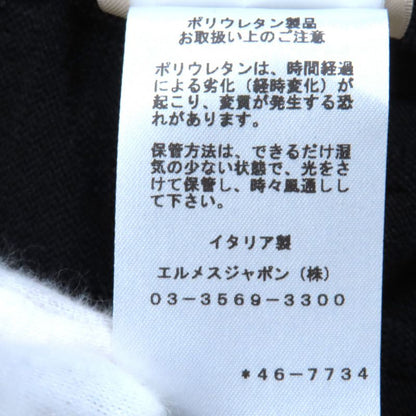 ポリウレタン製品
お取扱い上のご注意
ポリウレタンは、時間経過
による劣化（経時変化）が
起こり、変質が発生する恐
れがあります。
保管方法は、できるだけ湿
気の少ない状態で、光をさ
けて保管し、時々風通しし
て下さい。
イタリア製
エルメスジャポン（株）
03-3569-3300
*46-7734